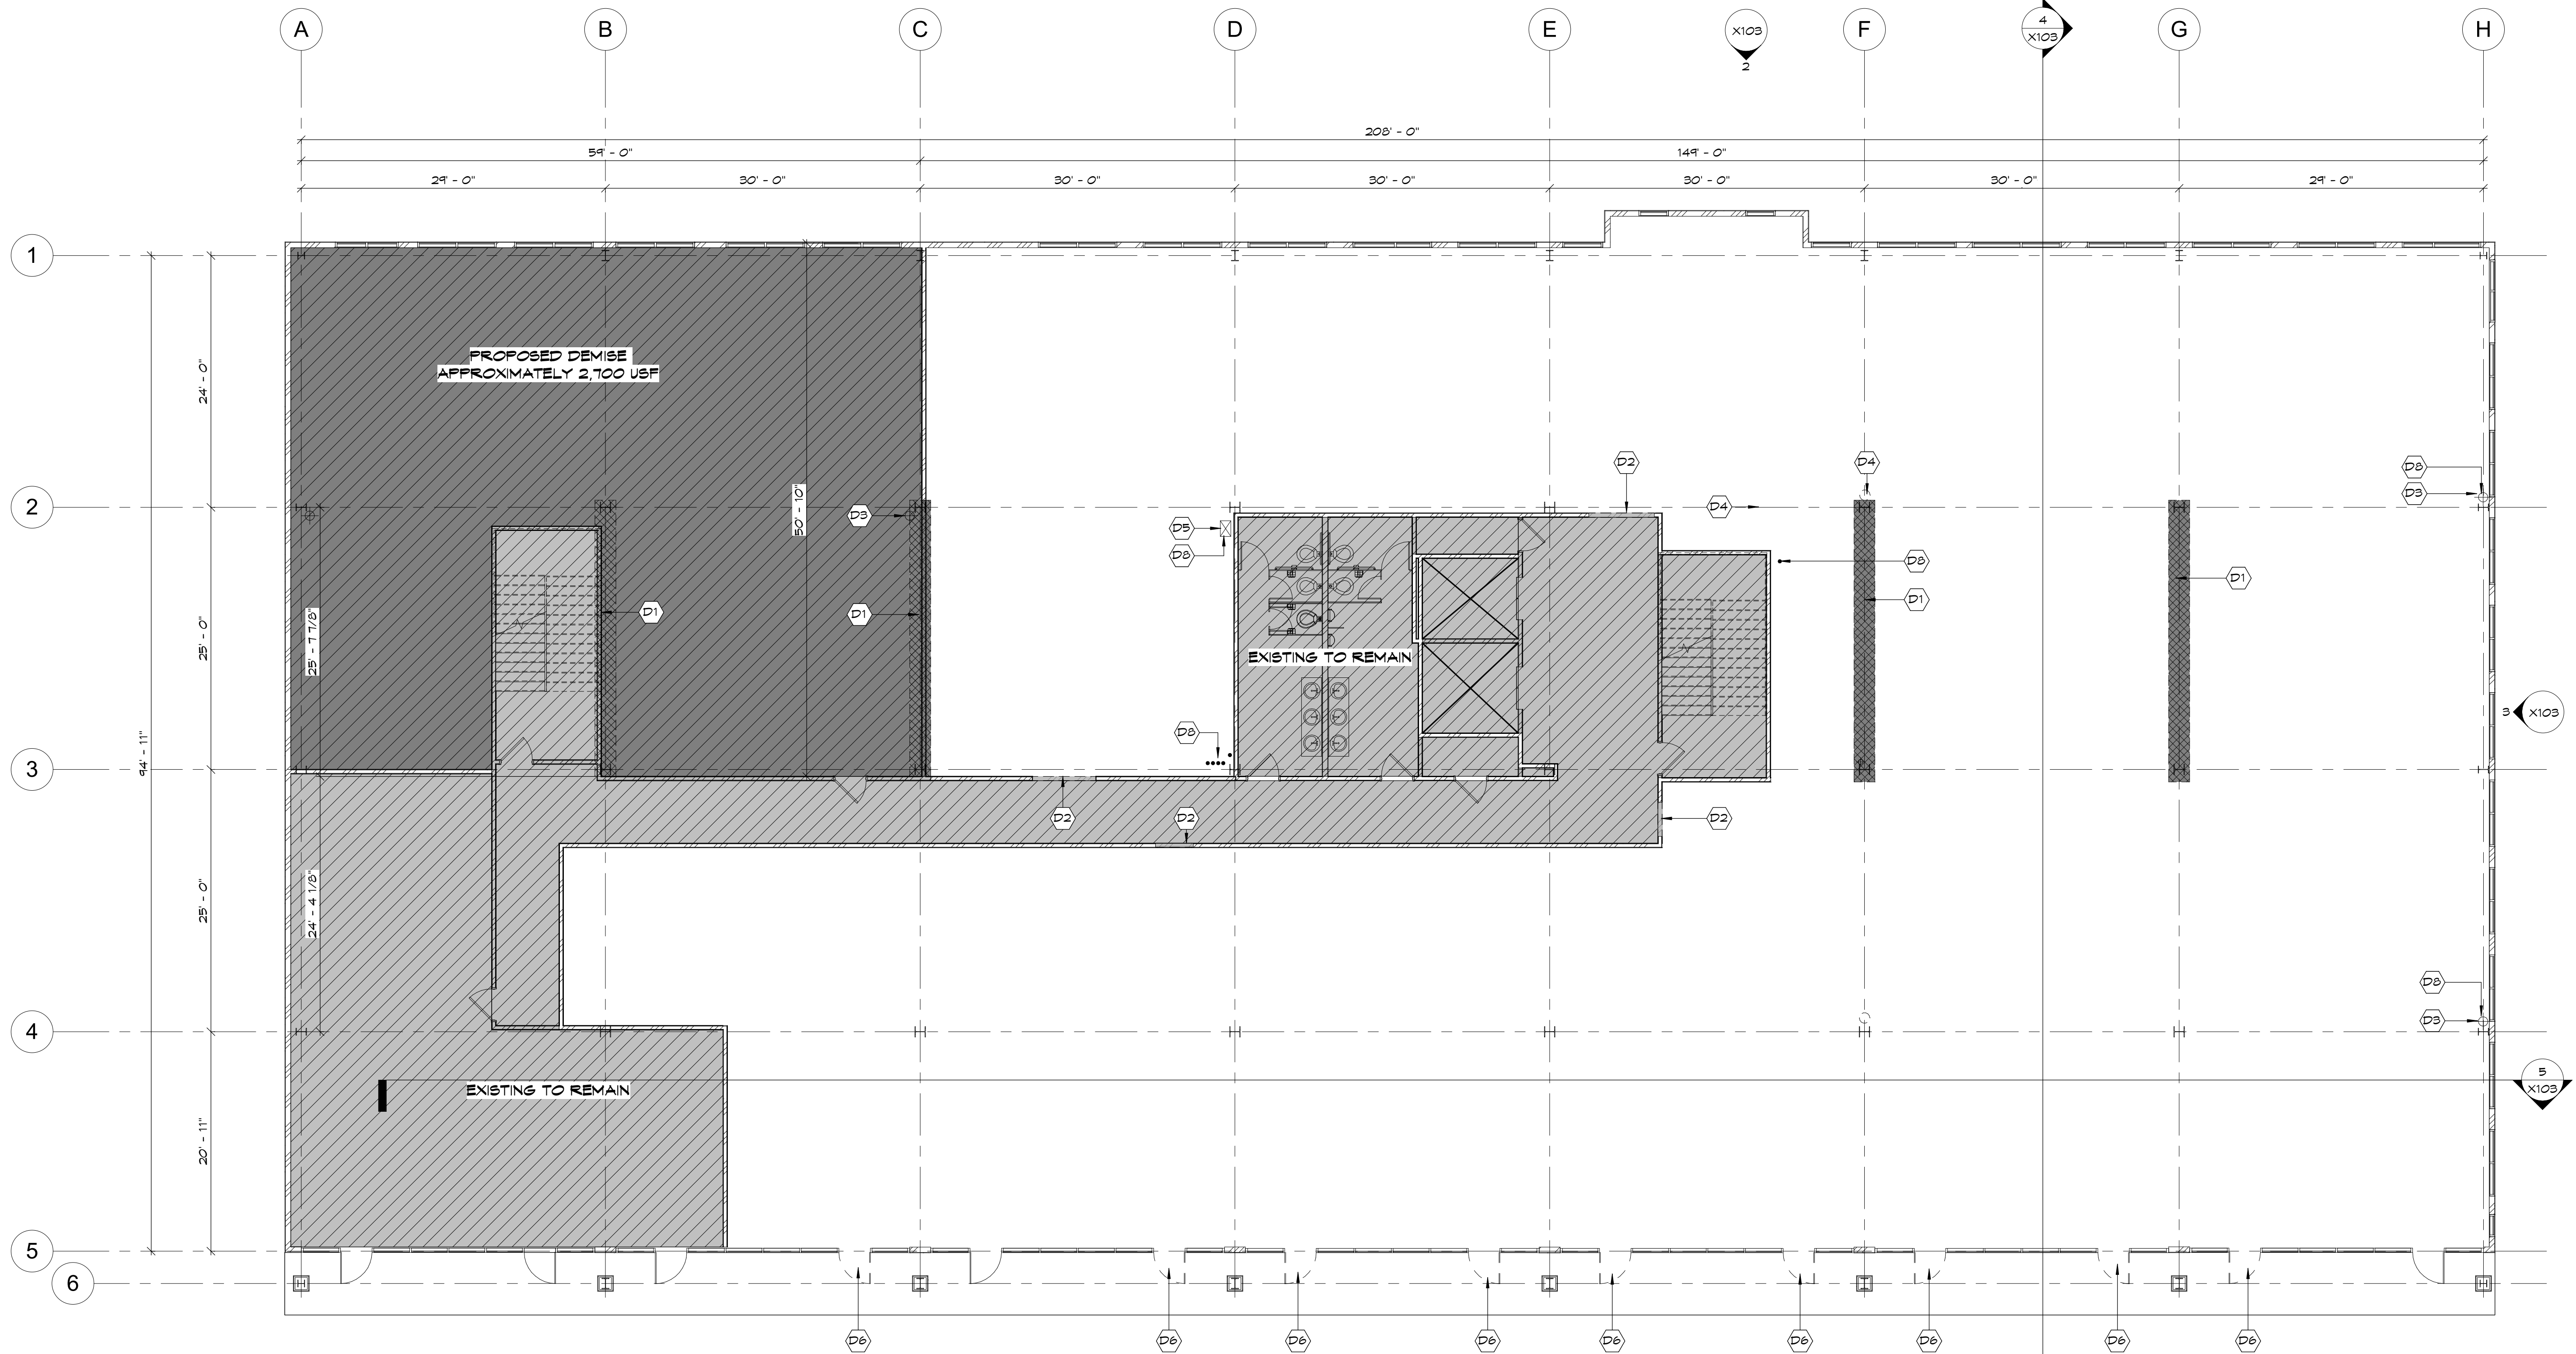 A
B
C
D
E
X103
2
F
4
X103
G
H
208' - 0"
59' - 0"
149' - 0"
29' - 0"
30' - 0"
30' - 0"
30' - 0"
30' - 0"
30' - 0"
29' - 0"
1
PROPOSED DEMISE
APPROXIMATELY 2,700 USF
24' - 0"
50' - 10"
2
D2
D4
D4
D8
D3
D3
D5
D8
D8
D1
D1
D1
D1
25' - 0"
25' - 7 7/8"
EXISTING TO REMAIN
3
X103
D8
94' - 11"
3
D2
D2
D2
25' - 0"
24' - 4 1/8"
D8
D3
4
EXISTING TO REMAIN
5
X103
20' - 11"
5
6
D6
D6
D6
D6
D6
D6
D6
D6
D6